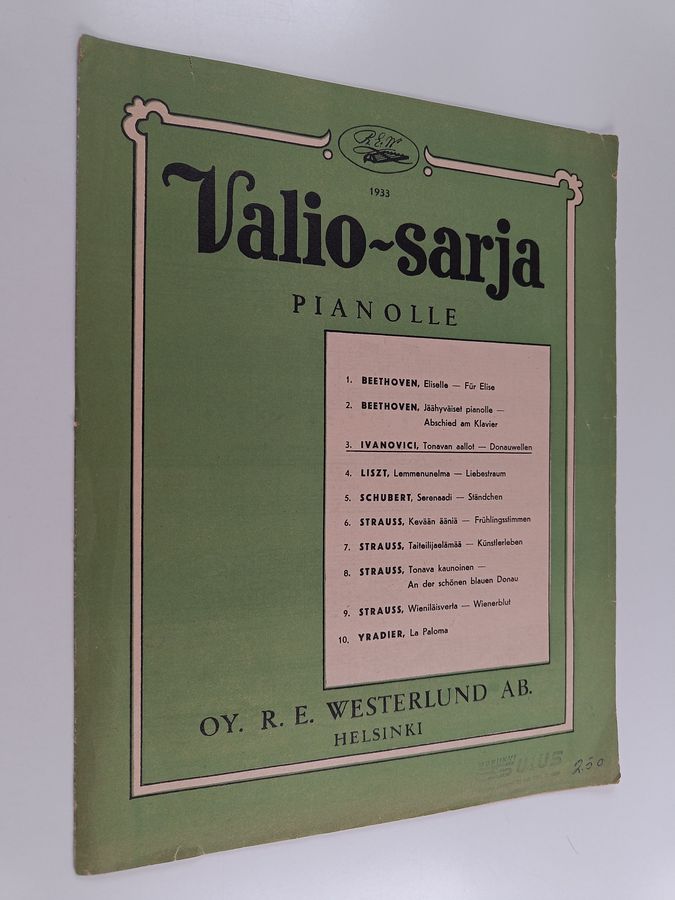 R. E. W.
1933
Valio-sarja
PIANOLLE
1. BEETHOVEN, Eliselle — Für Elise
2. BEETHOVEN, Jäähyväiset pianolle —
Abschied am Klavier
3. IVANOVICI, Tonavan aallot — Donauwellen
4. LISZT, Lemmenunelma — Liebestraum
5. SCHUBERT, Serenaadi — Ständchen
6. STRAUSS, Kevään ääniä — Frühlingsstimmen
7. STRAUSS, Taiteilijaelämää — Künstlerleben
8. STRAUSS, Tonava kaunoinen —
An der schönen blauen Donau
9. STRAUSS, Wieniläisverta — Wienerblut
10. YRADIER, La Paloma
OY. R. E. WESTERLUND AB.
HELSINKI
250